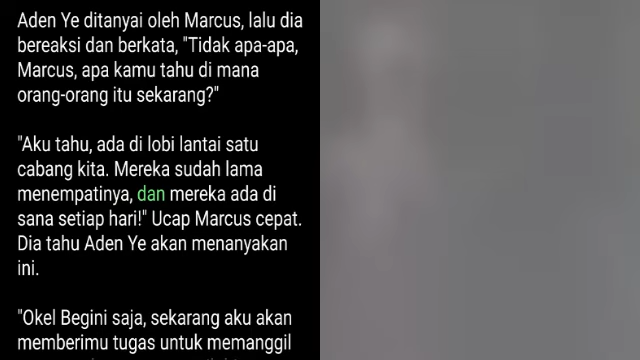 Aden Ye ditanyai oleh Marcus, lalu dia
bereaksi dan berkata, "Tidak apa-apa,
Marcus, apa kamu tahu di mana
orang-orang itu sekarang?"
"Aku tahu, ada di lobi lantai satu
cabang kita. Mereka sudah lama
menempatinya, dan mereka ada di
sana setiap hari!" Ucap Marcus cepat.
Dia tahu Aden Ye akan menanyakan
ini.
"Okel Begini saja, sekarang aku akan
memberimu tugas untuk memanggil